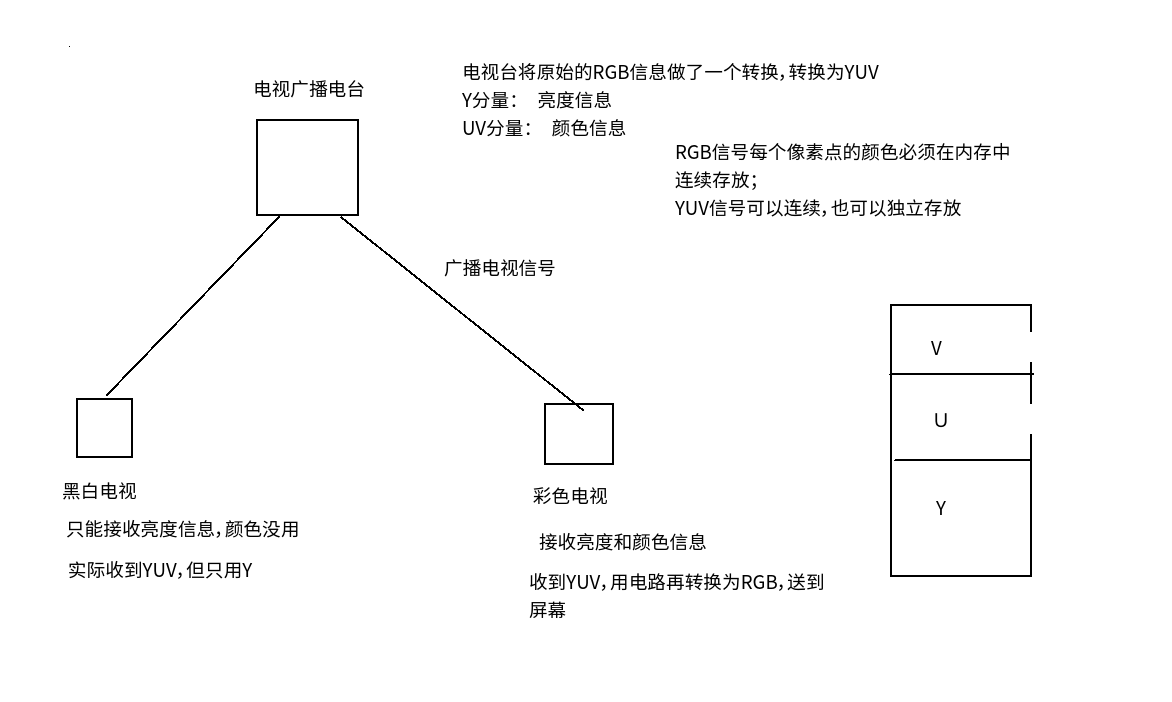 电视广播电台
电视台将原始的RGB信息做了一个转换，转换为YUV
Y分量： 亮度信息
UV分量： 颜色信息
RGB信号每个像素点的颜色必须在内存中
连续存放；
YUV信号可以连续，也可以独立存放
广播电视信号
V
U
Y
黑白电视
只能接收亮度信息，颜色没用
实际收到YUV，但只用Y
彩色电视
接收亮度和颜色信息
收到YUV，用电路再转换为RGB，送到
屏幕